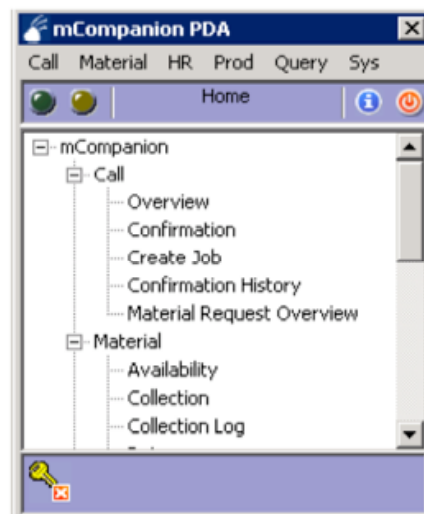 mCompanion PDA
Call Material HR Prod Query Sys
Home
mCompanion
Call
Overview
Confirmation
Create Job
Confirmation History
Material Request Overview
Material
Availability
Collection
Collection Log